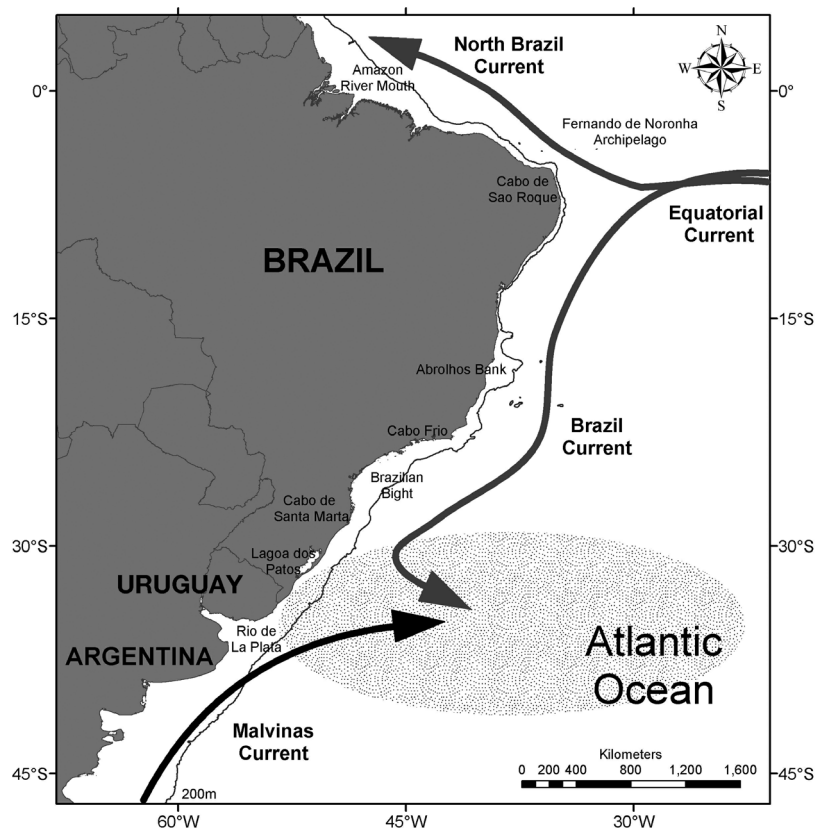 North Brazil
Current
N
W
E
S
Amazon
River Mouth
0°
0°
Fernando de Noronha
Archipelago
Cabo de
Sao Roque
Equatorial
Current
BRAZIL
15°S
15°S
Abrolhos Bank
Cabo Frio
Brazil
Current
Brazilian
Bight
Cabo de
Santa Marta
30°S
30°S
Lagoa dos
Patos
URUGUAY
Rio de
La Plata
ARGENTINA
Atlantic
Ocean
Malvinas
Current
Kilometers
0 200 400 800 1,200 1,600
45°S
45°S
200m
60°W
45°W
30°W